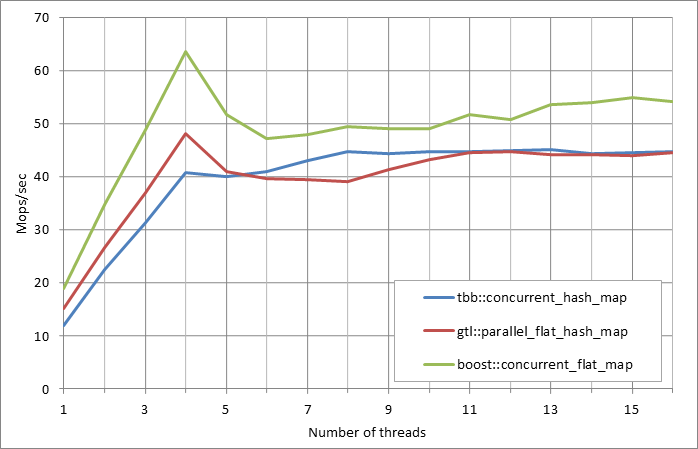 70
60
50
40
30
20
10
0
Mops/sec
tbb::concurrent_hash_map
gtl::parallel_flat_hash_map
boost::concurrent_flat_map
1 3 5 7 9 11 13 15
Number of threads